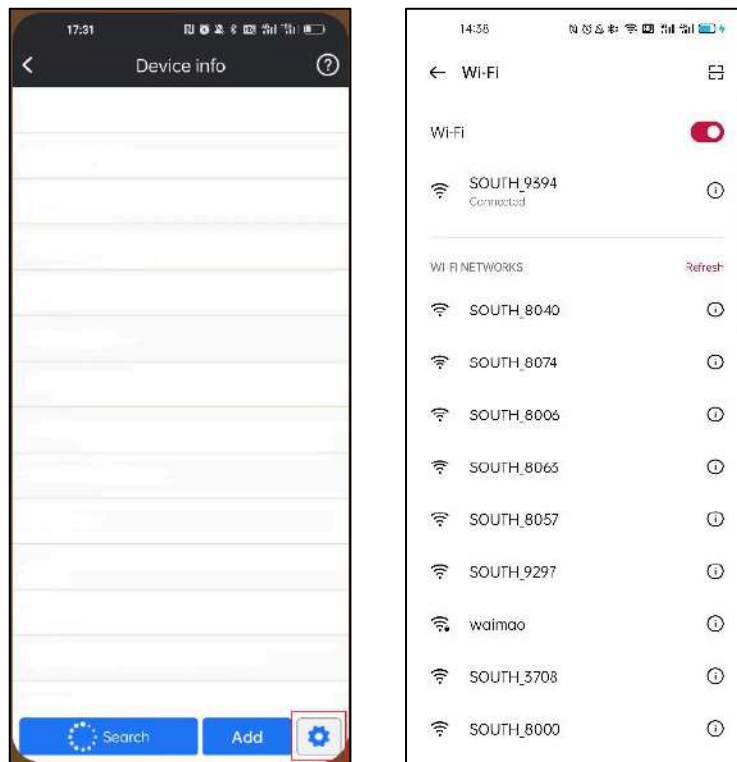 17:31
Device info
Search
Add
14:38
Wi-Fi
Wi-Fi
SOUTH_9394
Connected
WI-FI NETWORKS
Refresh
SOUTH_8040
SOUTH_8074
SOUTH_8006
SOUTH_8063
SOUTH_8057
SOUTH_9297
waimao
SOUTH_3708
SOUTH_8000